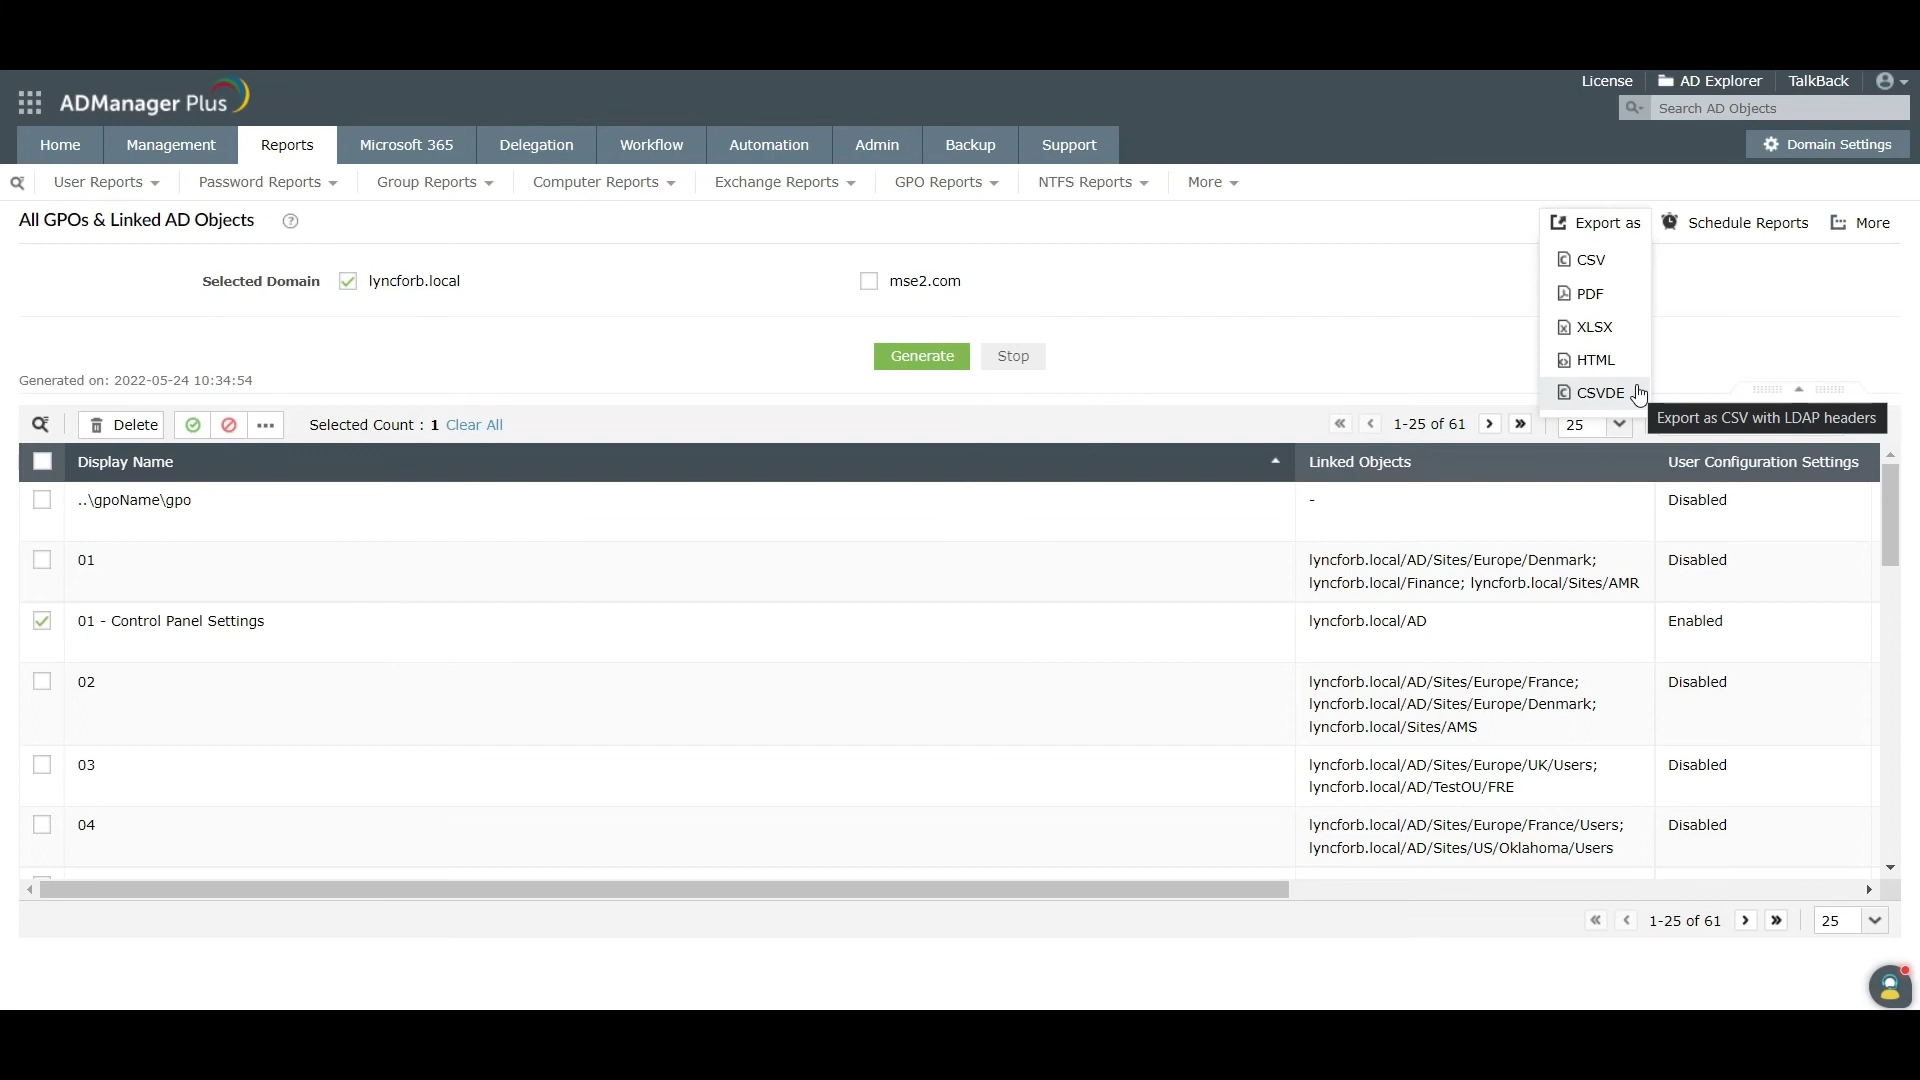 License
AD Explorer
TalkBack
ADManager Plus
Search AD Objects
Home
Management
Reports
Microsoft 365
Delegation
Workflow
Automation
Admin
Backup
Support
Domain Settings
User Reports
Password Reports
Group Reports
Computer Reports
Exchange Reports
GPO Reports
NTFS Reports
More
All GPOs & Linked AD Objects
?
Export as
Schedule Reports
More
CSV
PDF
XLSX
HTML
CSVDE
Export as CSV with LDAP headers
Selected Domain
lyncforb.local
mse2.com
Generate
Stop
Generated on: 2022-05-24 10:34:54
Delete
Selected Count : 1 Clear All
1-25 of 61
25
Display Name
Linked Objects
User Configuration Settings
..\gpoName\gpo
-
Disabled
01
lyncforb.local/AD/Sites/Europe/Denmark;
lyncforb.local/Finance; lyncforb.local/Sites/AMR
Disabled
01 - Control Panel Settings
lyncforb.local/AD
Enabled
02
lyncforb.local/AD/Sites/Europe/France;
lyncforb.local/AD/Sites/Europe/Denmark;
lyncforb.local/Sites/AMS
Disabled
03
lyncforb.local/AD/Sites/Europe/UK/Users;
lyncforb.local/AD/TestOU/FRE
Disabled
04
lyncforb.local/AD/Sites/Europe/France/Users;
lyncforb.local/AD/Sites/US/Oklahoma/Users
Disabled
1-25 of 61
25